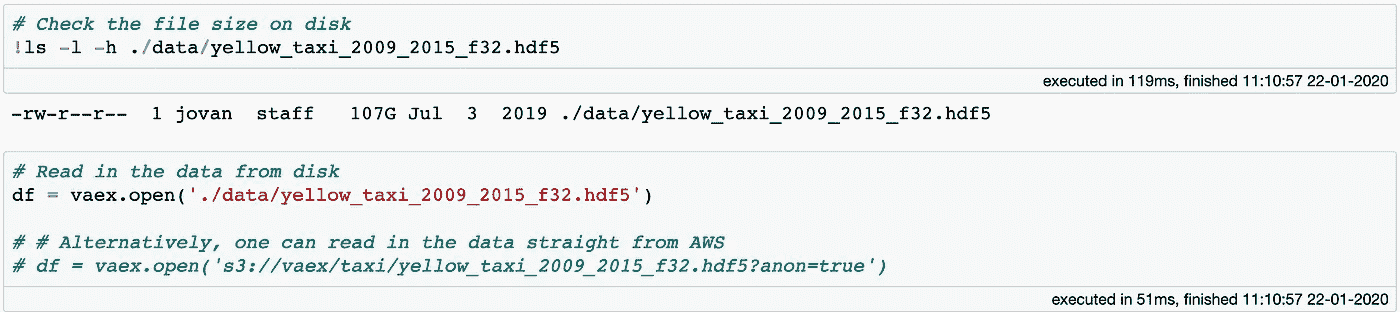 # Check the file size on disk
!ls -l -h ./data/yellow_taxi_2009_2015_f32.hdf5
executed in 119ms, finished 11:10:57 22-01-2020
-rw-r--r-- 1 jovan staff 107G Jul 3 2019 ./data/yellow_taxi_2009_2015_f32.hdf5
# Read in the data from disk
df = vaex.open('./data/yellow_taxi_2009_2015_f32.hdf5')
# # Alternatively, one can read in the data straight from AWS
# df = vaex.open('s3://vaex/taxi/yellow_taxi_2009_2015_f32.hdf5?anon=true')
executed in 51ms, finished 11:10:57 22-01-2020